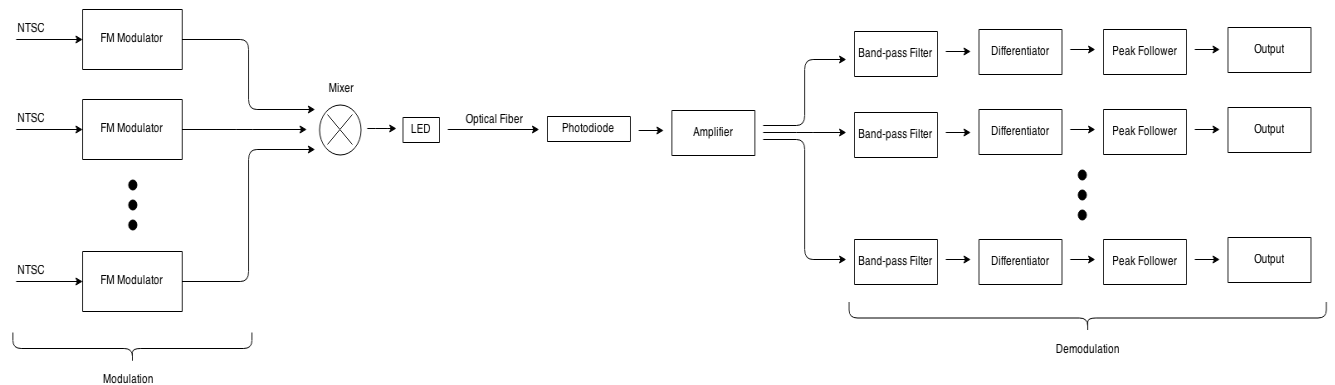 NTSC
FM Modulator
NTSC
FM Modulator
NTSC
FM Modulator
Modulation
Mixer
LED
Optical Fiber
Photodiode
Amplifier
Band-pass Filter
Differentiator
Peak Follower
Output
Band-pass Filter
Differentiator
Peak Follower
Output
Band-pass Filter
Differentiator
Peak Follower
Output
Demodulation